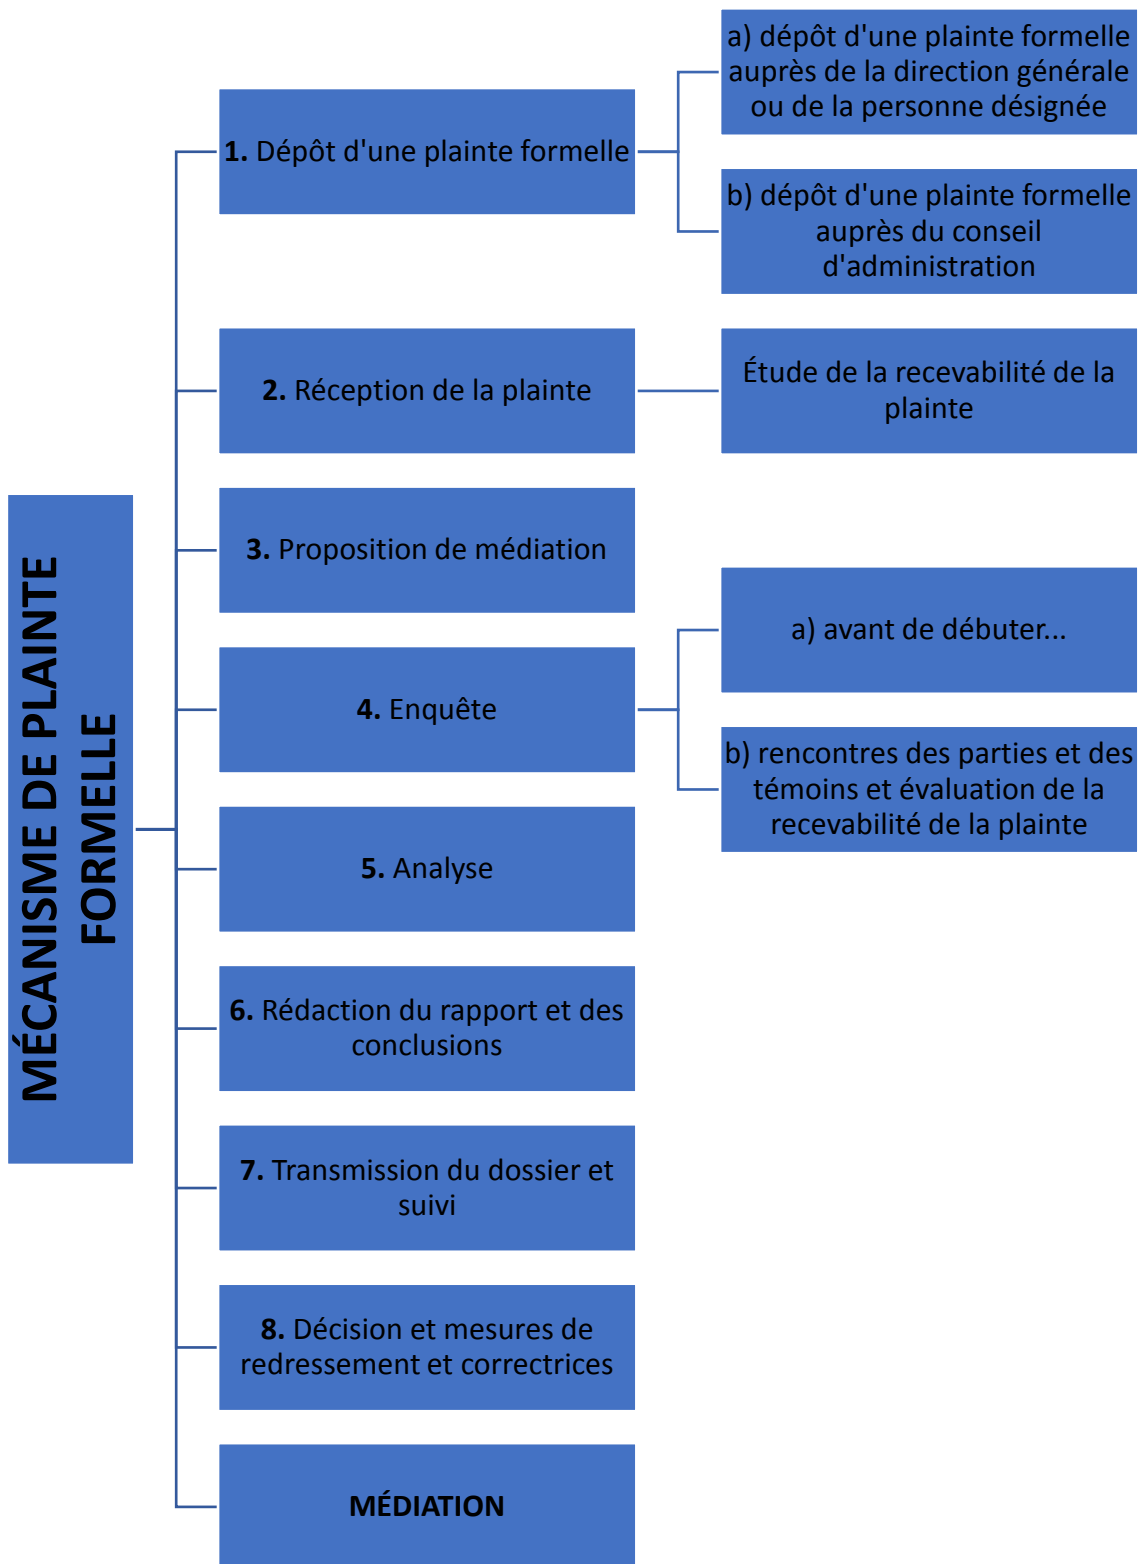 MÉCANISME DE PLAINTE
FORMELLE
1. Dépôt d'une plainte formelle
a) dépôt d'une plainte formelle
auprès de la direction générale
ou de la personne désignée
b) dépôt d'une plainte formelle
auprès du conseil
d'administration
2. Réception de la plainte
Étude de la recevabilité de la
plainte
3. Proposition de médiation
4. Enquête
a) avant de débuter...
b) rencontres des parties et des
témoins et évaluation de la
recevabilité de la plainte
5. Analyse
6. Rédaction du rapport et des
conclusions
7. Transmission du dossier et
suivi
8. Décision et mesures de
redressement et correctrices
MÉDIATION